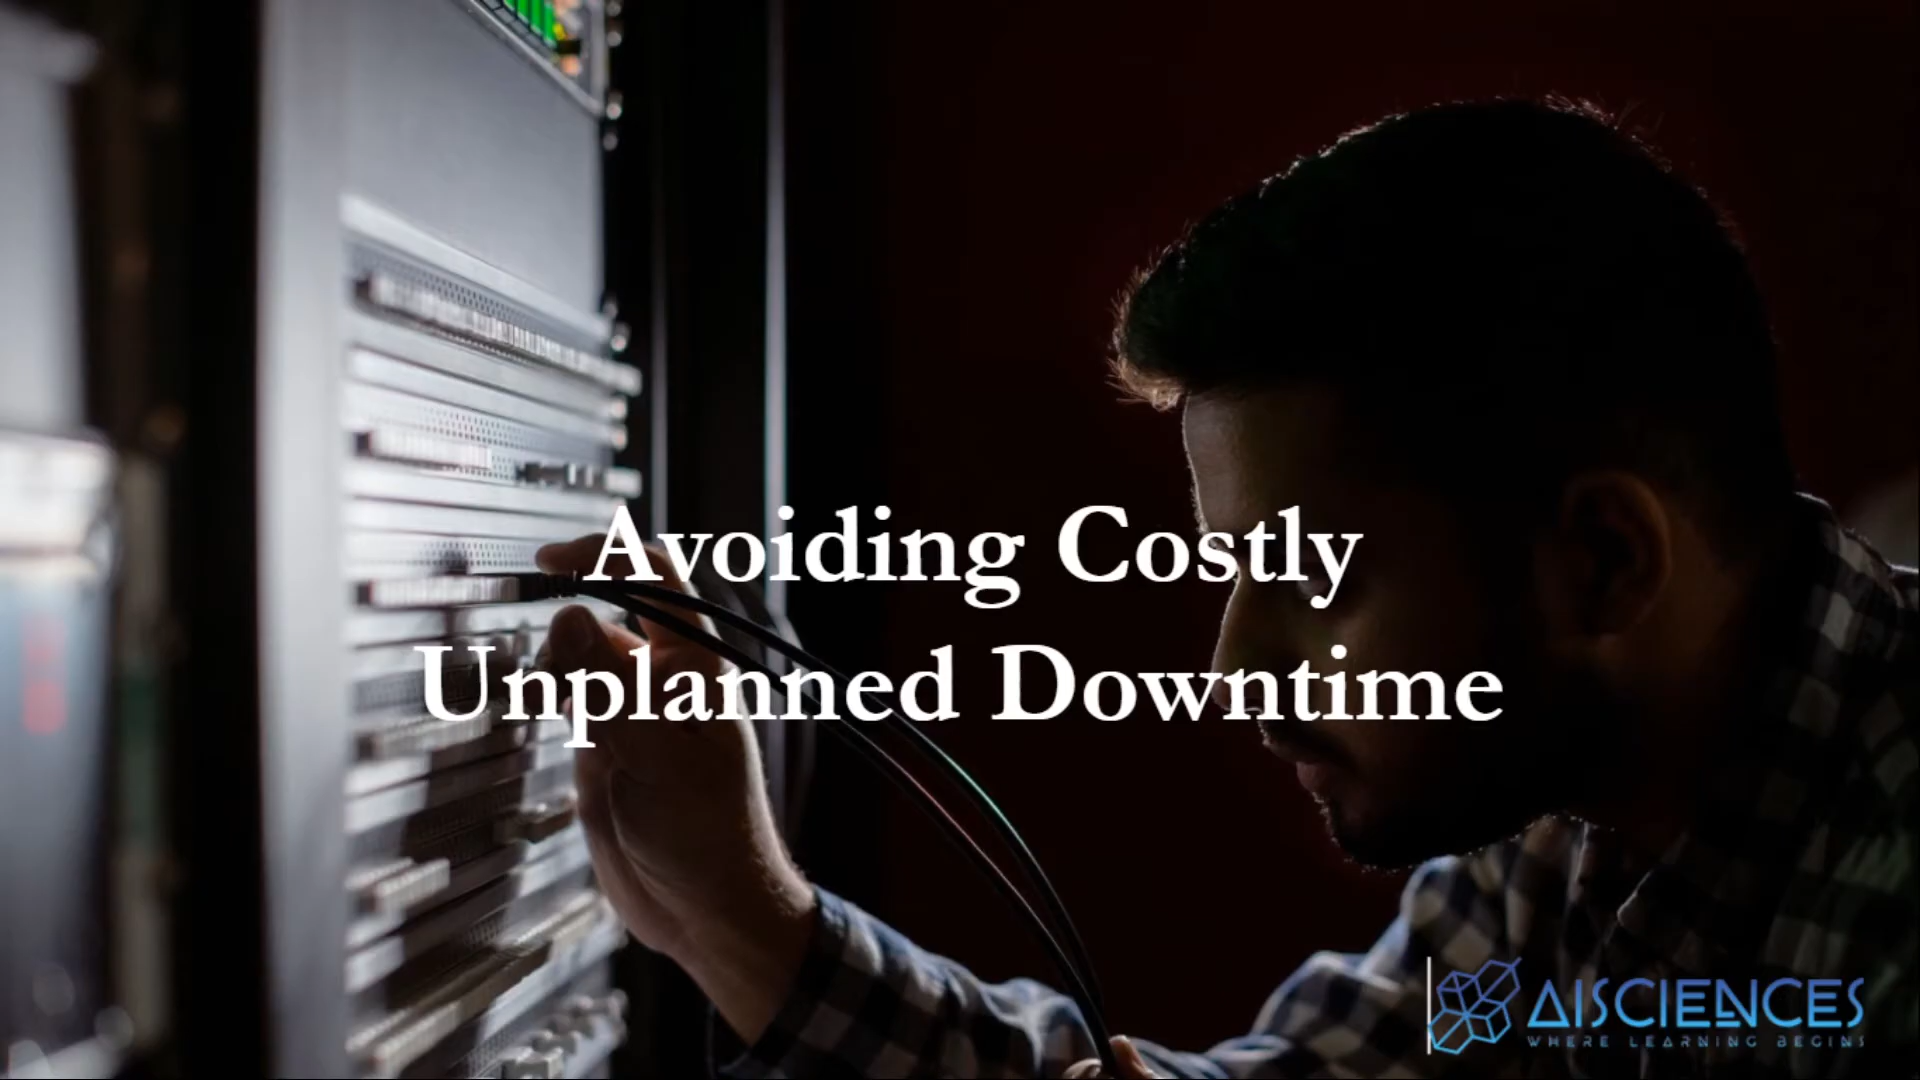 Avoiding Costly
Unplanned Downtime
AISCIENCES
WHERE LEARNING BEGINS